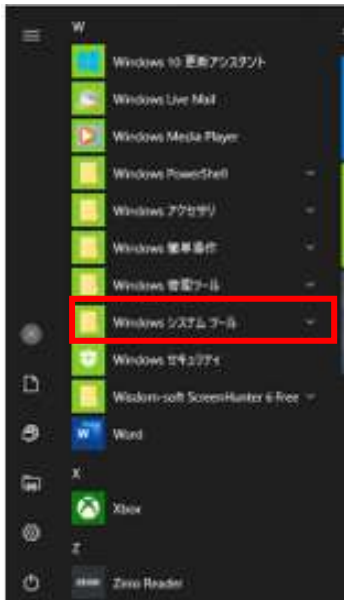 W
Windows 10 更新アシスタント
Windows Live Mail
Windows Media Player
Windows PowerShell
Windows アクセサリ
Windows 簡単操作
Windows 管理ツール
Windows システム ツール
Windows セキュリティ
Wisdom-soft ScreenHunter 6 Free
Word
X
Xbox
Z
Zinio Reader